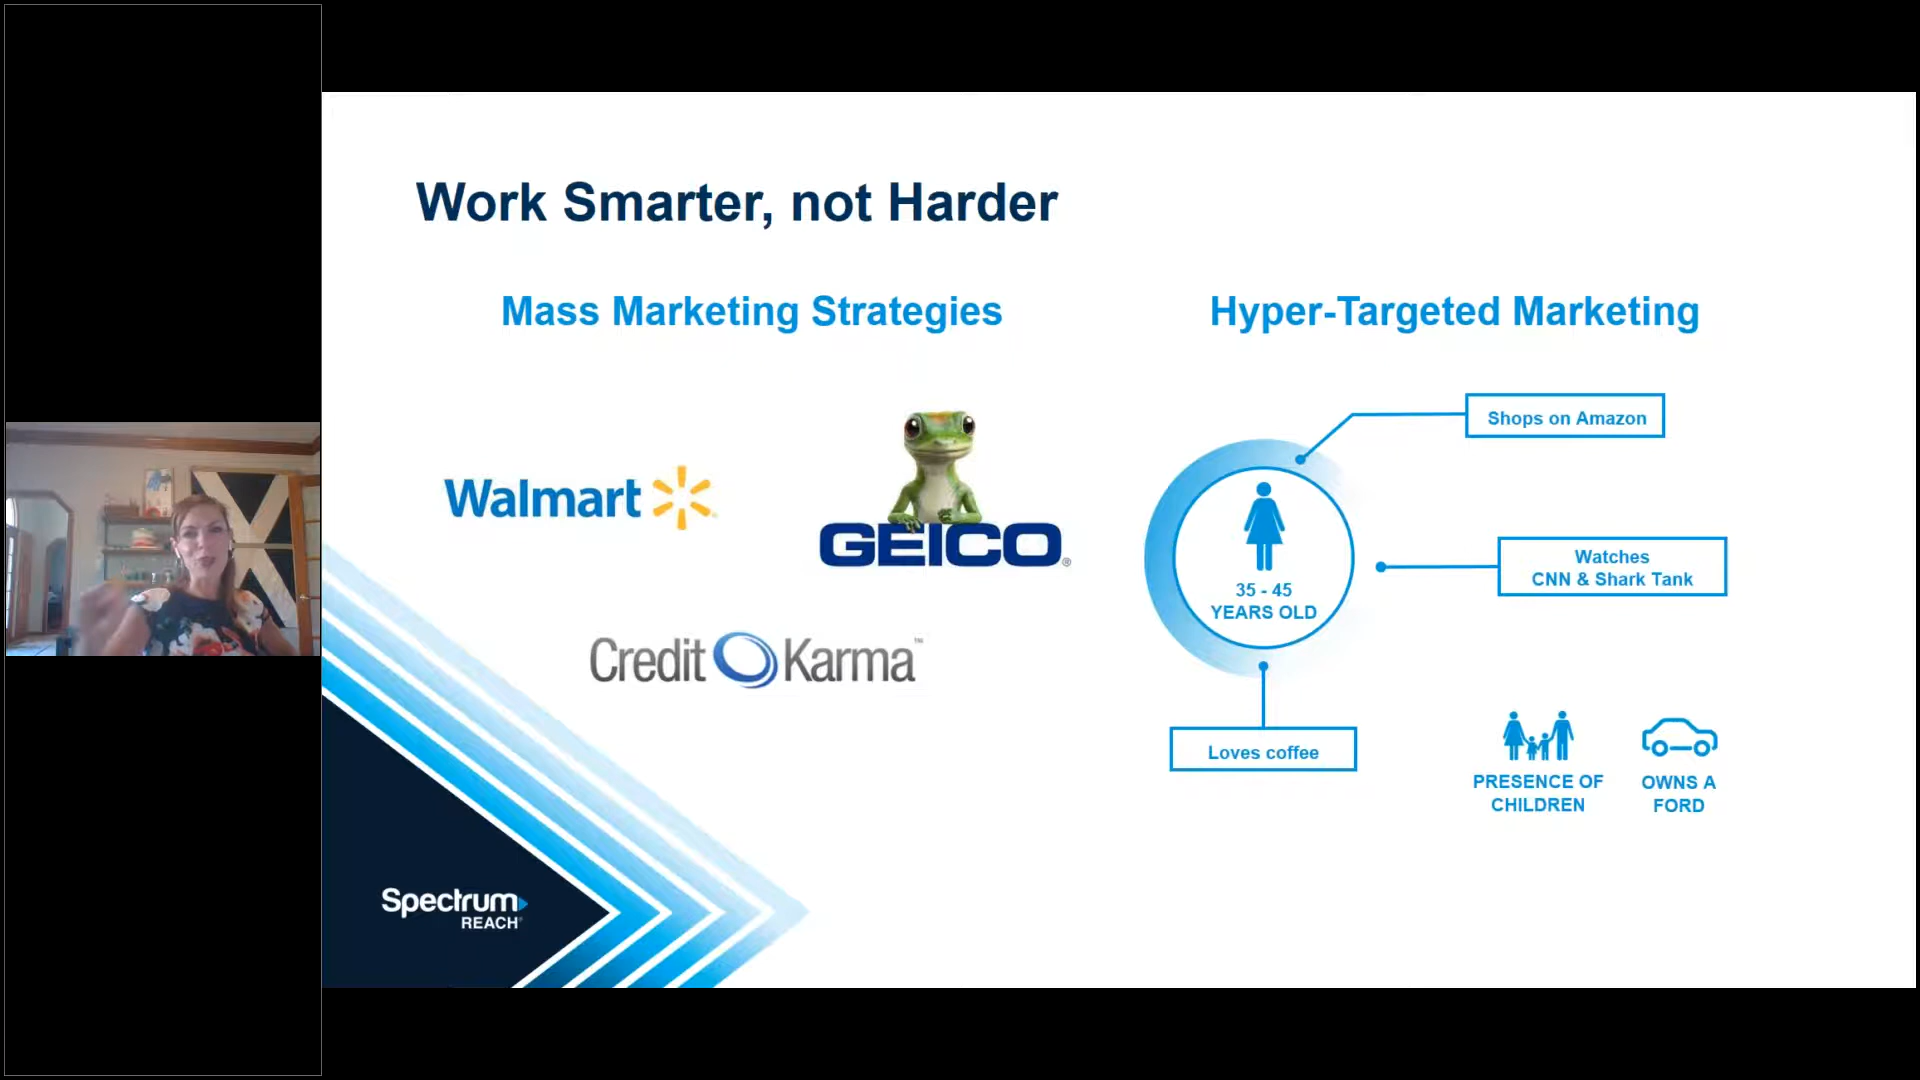 Work Smarter, not Harder
Mass Marketing Strategies
Walmart
GEICO®
Credit Karma™
Hyper-Targeted Marketing
Shops on Amazon
35 - 45
YEARS OLD
Watches
CNN & Shark Tank
Loves coffee
PRESENCE OF
CHILDREN
OWNS A
FORD
Spectrum
REACH®